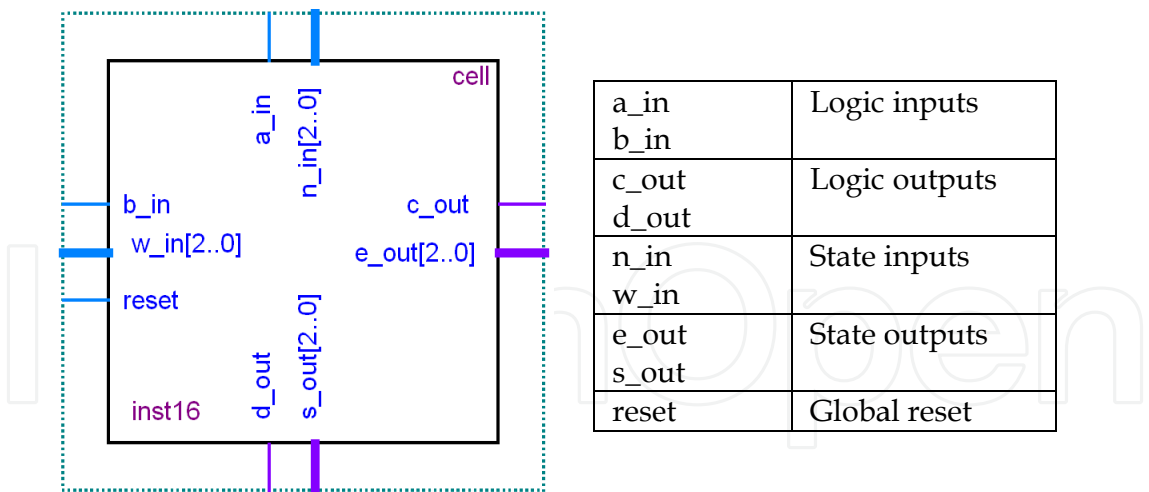 cell
a_in
n_in[2..0]
b_in
c_out
w_in[2..0]
e_out[2..0]
reset
d_out
s_out[2..0]
inst16
a_in Logic inputs
b_in
c_out Logic outputs
d_out
n_in State inputs
w_in
e_out State outputs
s_out
reset Global reset